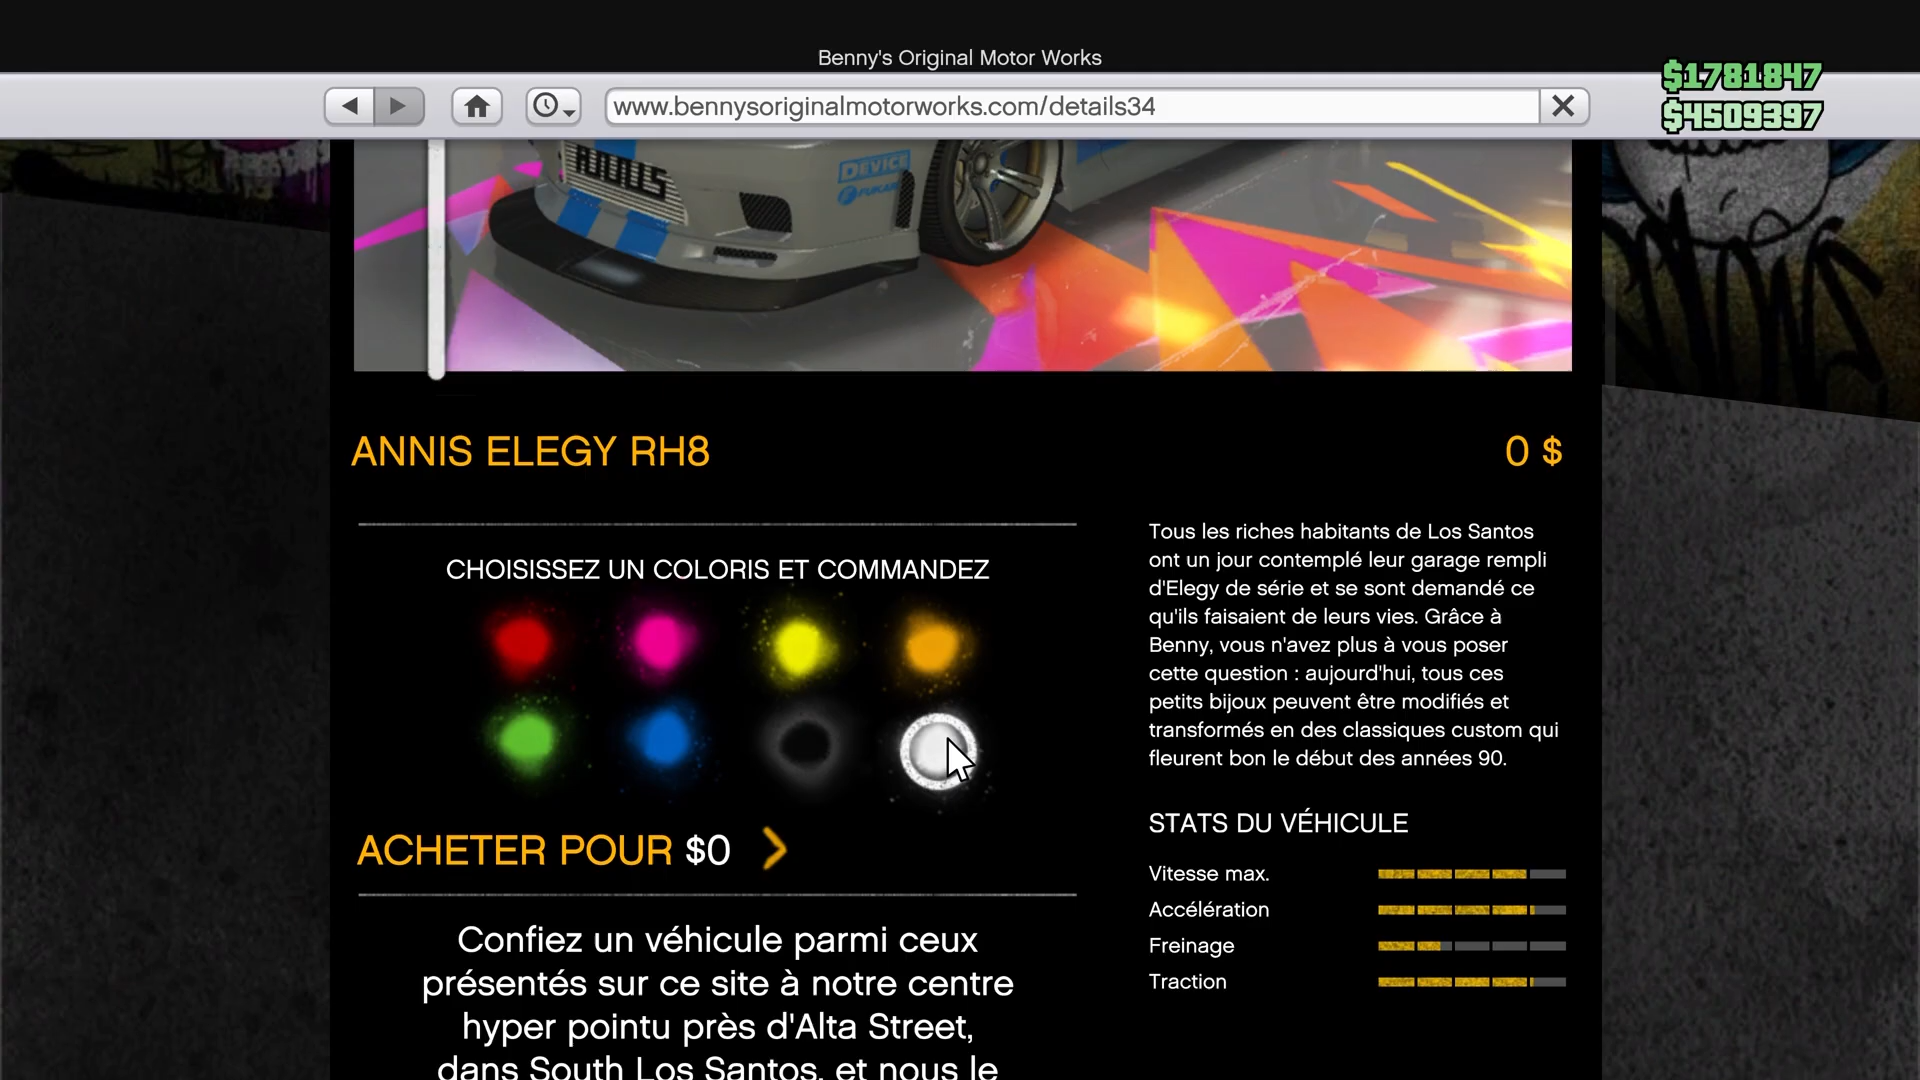 Benny's Original Motor Works
www.bennysoriginalmotorworks.com/details34
$1781847
$4509397
DEVICE
ANNIS ELEGY RH8
0 $
CHOISISSEZ UN COLORIS ET COMMANDEZ
ACHETER POUR $0
Confiez un véhicule parmi ceux
présentés sur ce site à notre centre
hyper pointu près d'Alta Street,
dans South Los Santos, et nous le
Tous les riches habitants de Los Santos
ont un jour contemplé leur garage rempli
d'Elegy de série et se sont demandé ce
qu'ils faisaient de leurs vies. Grâce à
Benny, vous n'avez plus à vous poser
cette question : aujourd'hui, tous ces
petits bijoux peuvent être modifiés et
transformés en des classiques custom qui
fleurent bon le début des années 90.
STATS DU VÉHICULE
Vitesse max.
Accélération
Freinage
Traction